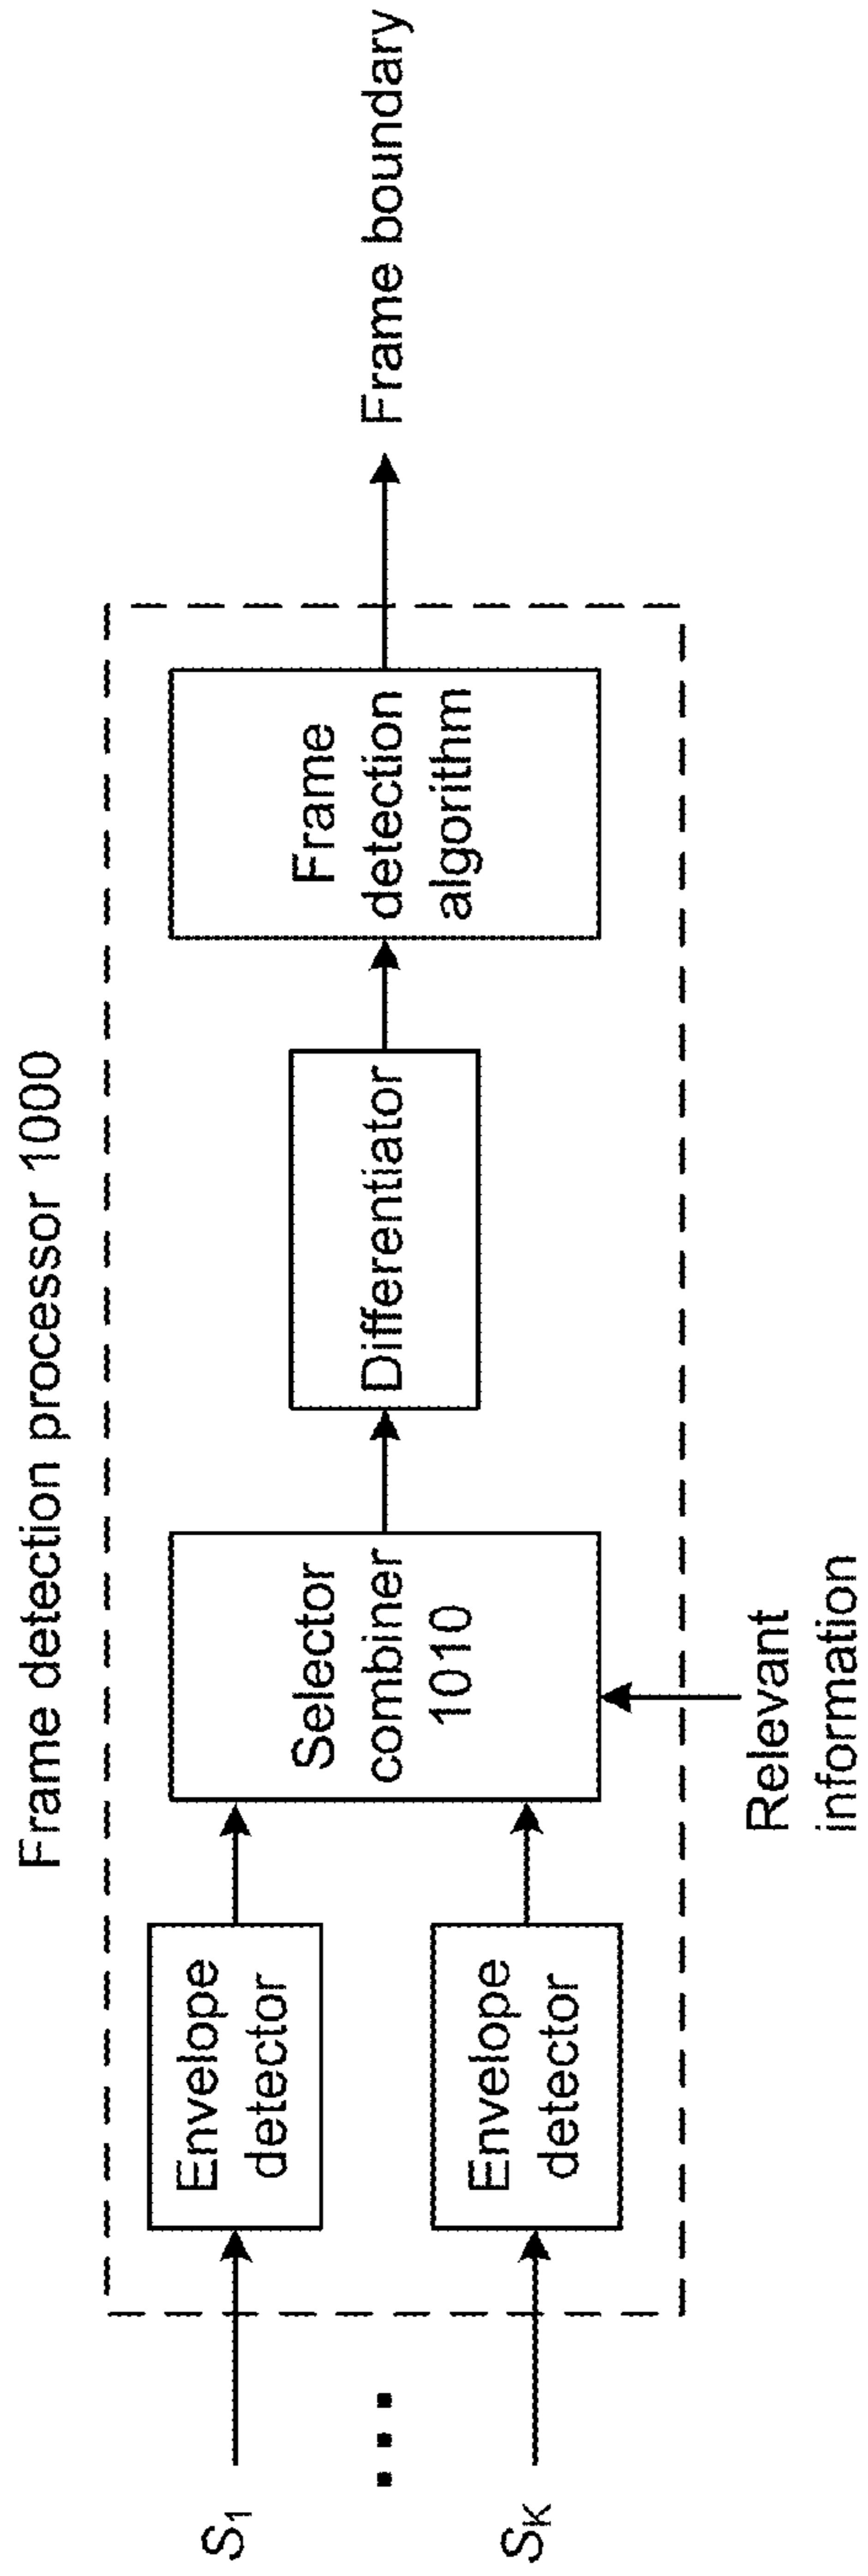 Frame detection processor 1000
S1
SK
Envelope
detector
Envelope
detector
Selector
combiner
1010
Relevant
information
Differentiator
Frame
detection
algorithm
Frame boundary